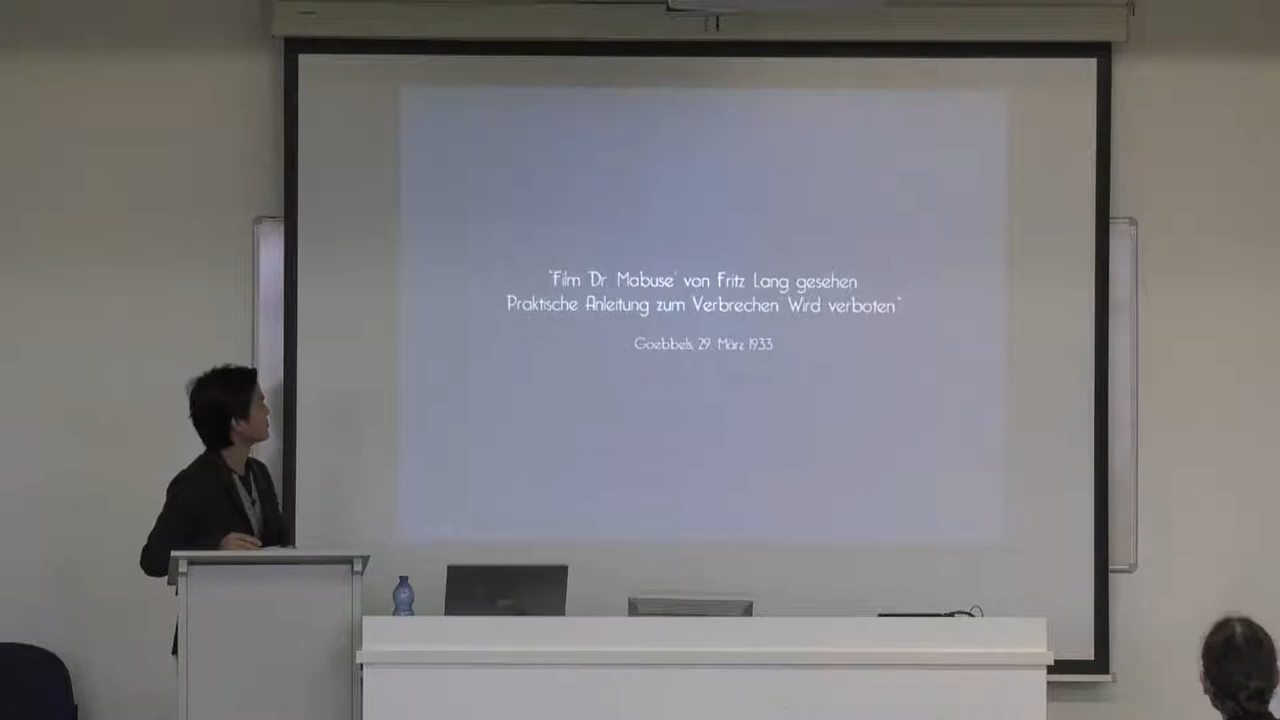 "Film 'Dr. Mabuse' von Fritz Lang gesehen
Praktische Anleitung zum Verbrechen Wird verboten"
- Goebbels, 29. März 1933